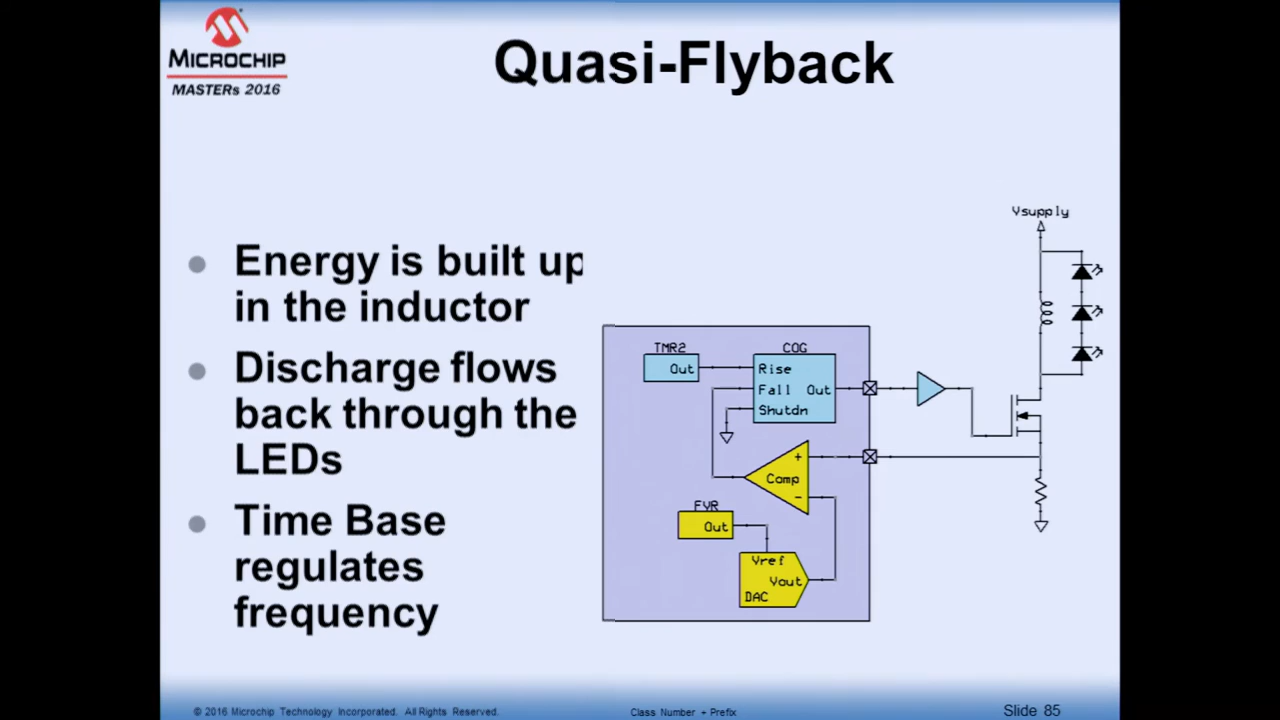 MICROCHIP
MASTERs 2016
Quasi-Flyback
Energy is built up
in the inductor
Discharge flows
back through the
LEDs
Time Base
regulates
frequency
Vsupply
TMR2
Out
COG
Rise
Fall Out
Shutdn
+
Comp
−
FVR
Out
Vref
Vout
DAC
© 2016 Microchip Technology Incorporated. All Rights Reserved.
Class Number + Prefix
Slide 85